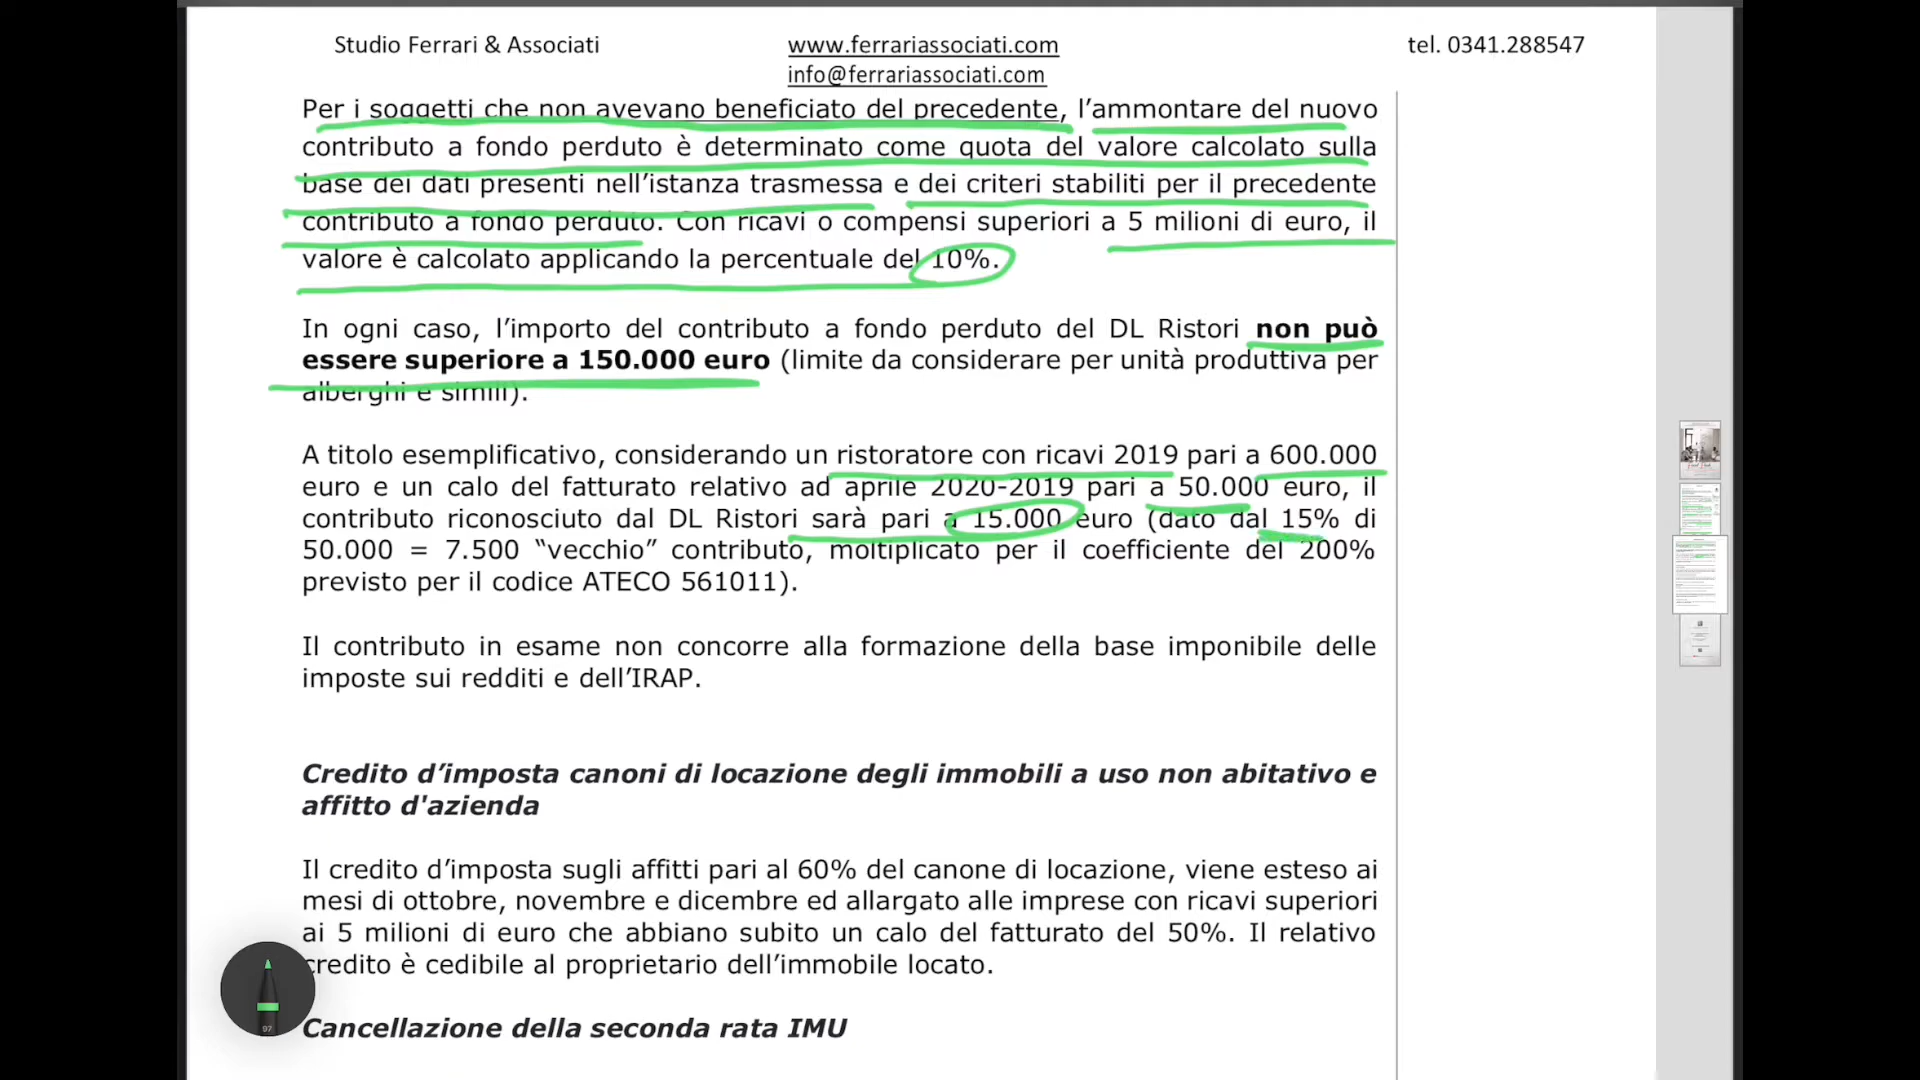 Studio Ferrari & Associati
www.ferrariassociati.com
tel. 0341.288547
info@ferrariassociati.com
Per i soggetti che non avevano beneficiato del precedente, l'ammontare del nuovo
contributo a fondo perduto è determinato come quota del valore calcolato sulla
base dei dati presenti nell'istanza trasmessa e dei criteri stabiliti per il precedente
contributo a fondo perduto. Con ricavi o compensi superiori a 5 milioni di euro, il
valore è calcolato applicando la percentuale del 10%.
In ogni caso, l'importo del contributo a fondo perduto del DL Ristori non può
essere superiore a 150.000 euro (limite da considerare per unità produttiva per
alberghi e simili).
A titolo esemplificativo, considerando un ristoratore con ricavi 2019 pari a 600.000
euro e un calo del fatturato relativo ad aprile 2020-2019 pari a 50.000 euro, il
contributo riconosciuto dal DL Ristori sarà pari a 15.000 euro (dato dal 15% di
50.000 = 7.500 “vecchio” contributo, moltiplicato per il coefficiente del 200%
previsto per il codice ATECO 561011).
Il contributo in esame non concorre alla formazione della base imponibile delle
imposte sui redditi e dell'IRAP.
Credito d'imposta canoni di locazione degli immobili a uso non abitativo e
affitto d'azienda
Il credito d'imposta sugli affitti pari al 60% del canone di locazione, viene esteso ai
mesi di ottobre, novembre e dicembre ed allargato alle imprese con ricavi superiori
ai 5 milioni di euro che abbiano subito un calo del fatturato del 50%. Il relativo
credito è cedibile al proprietario dell'immobile locato.
97
Cancellazione della seconda rata IMU